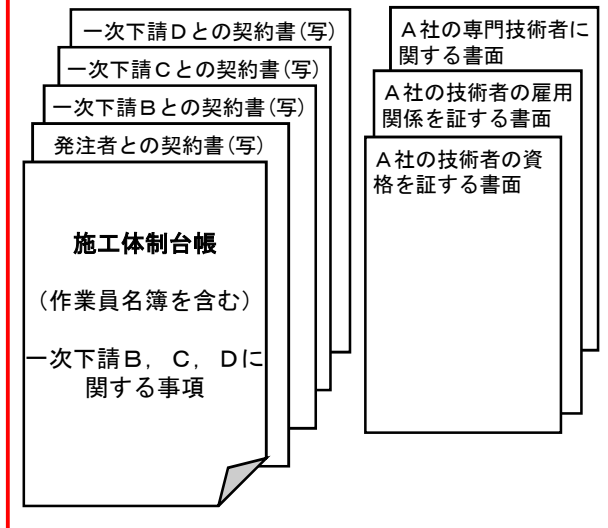 一次下請Ｄとの契約書(写)
一次下請Ｃとの契約書(写)
一次下請Ｂとの契約書(写)
発注者との契約書(写)
施工体制台帳
（作業員名簿を含む）
一次下請Ｂ，Ｃ，Ｄに
関する事項
Ａ社の専門技術者に
関する書面
Ａ社の技術者の雇用
関係を証する書面
Ａ社の技術者の資
格を証する書面